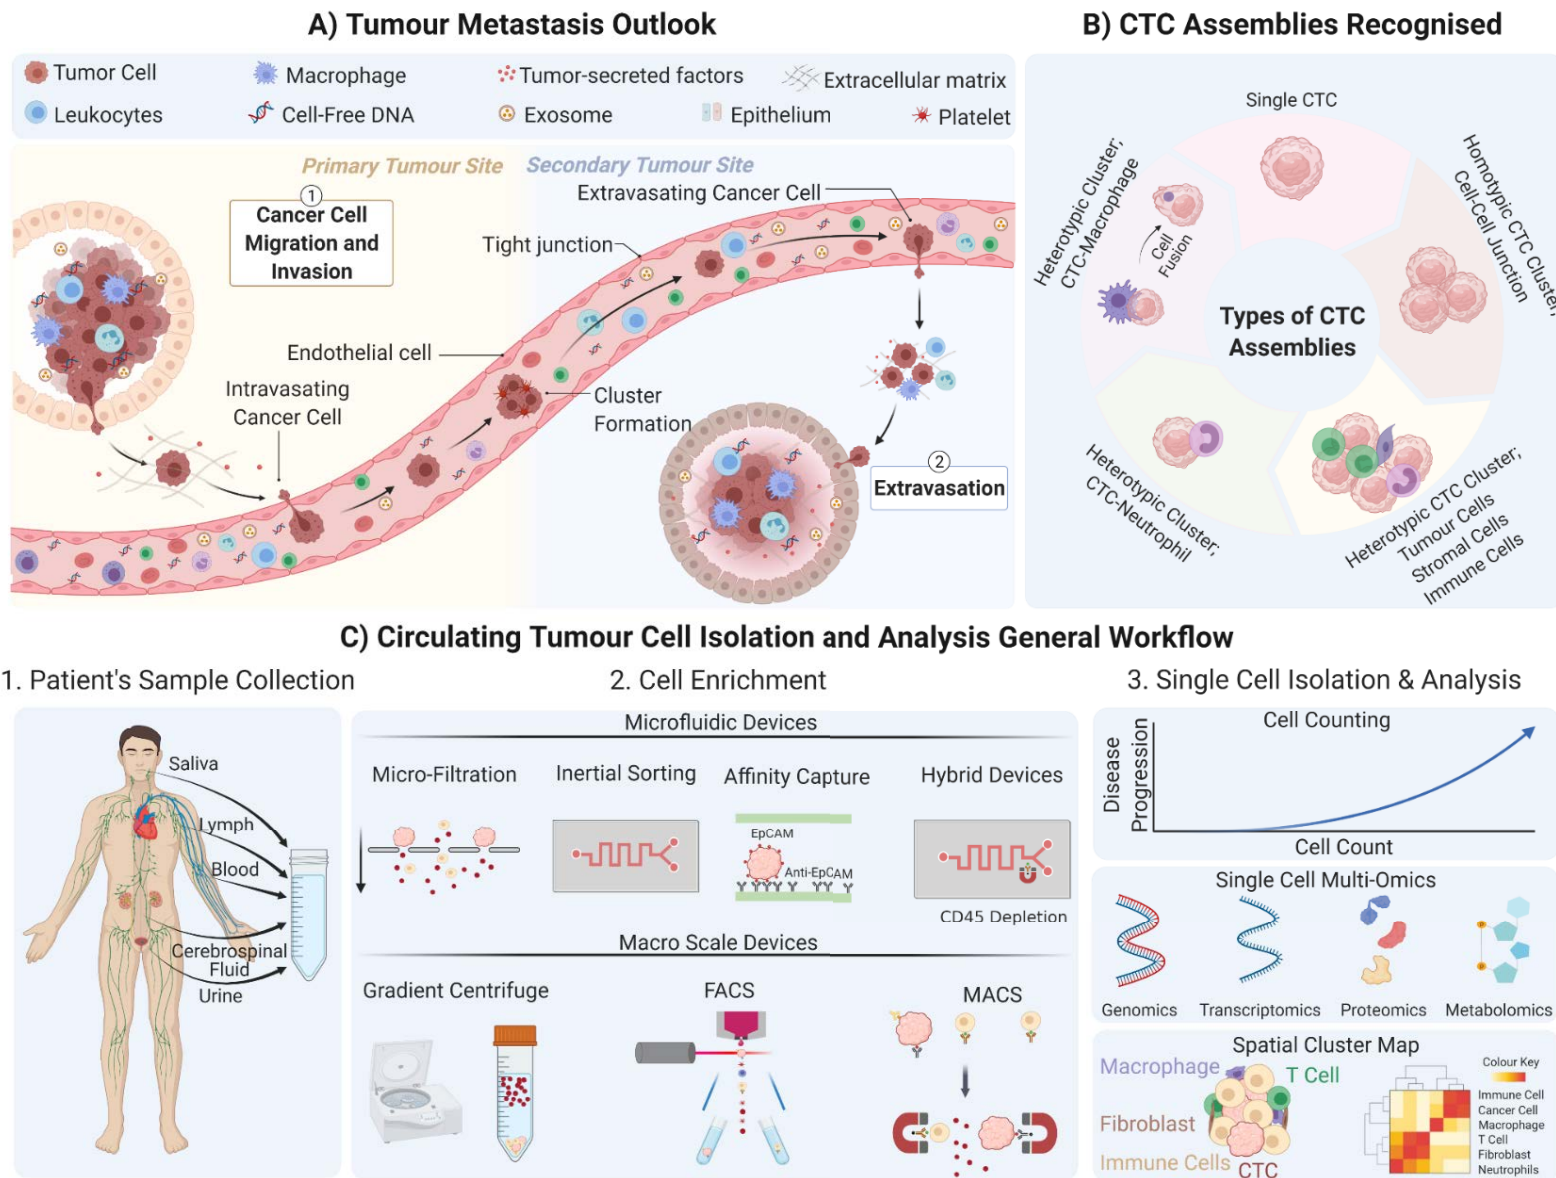 A) Tumour Metastasis Outlook
Tumor Cell
Macrophage
Tumor-secreted factors
Extracellular matrix
Leukocytes
Cell-Free DNA
Exosome
Epithelium
Platelet
Primary Tumour Site
Secondary Tumour Site
1
Cancer Cell
Migration and
Invasion
Extravasating Cancer Cell
Tight junction
Endothelial cell
Intravasating
Cancer Cell
Cluster
Formation
2
Extravasation
B) CTC Assemblies Recognised
Single CTC
Homotypic CTC Cluster;
Cell-Cell Junction
Heterotypic CTC Cluster;
Tumour Cells
Stromal Cells
Immune Cells
Heterotypic Cluster;
CTC-Neutrophil
Heterotypic Cluster;
CTC-Macrophage
Cell
Fusion
Types of CTC
Assemblies
C) Circulating Tumour Cell Isolation and Analysis General Workflow
1. Patient's Sample Collection
Saliva
Lymph
Blood
Cerebrospinal
Fluid
Urine
2. Cell Enrichment
Microfluidic Devices
Micro-Filtration
Inertial Sorting
Affinity Capture
Hybrid Devices
EpCAM
Anti-EpCAM
CD45 Depletion
Macro Scale Devices
Gradient Centrifuge
FACS
MACS
3. Single Cell Isolation & Analysis
Cell Counting
Disease
Progression
Cell Count
Single Cell Multi-Omics
P
P
Genomics
Transcriptomics
Proteomics
Metabolomics
Spatial Cluster Map
Macrophage
T Cell
Fibroblast
Immune Cells
CTC
Colour Key
Immune Cell
Cancer Cell
Macrophage
T Cell
Fibroblast
Neutrophils